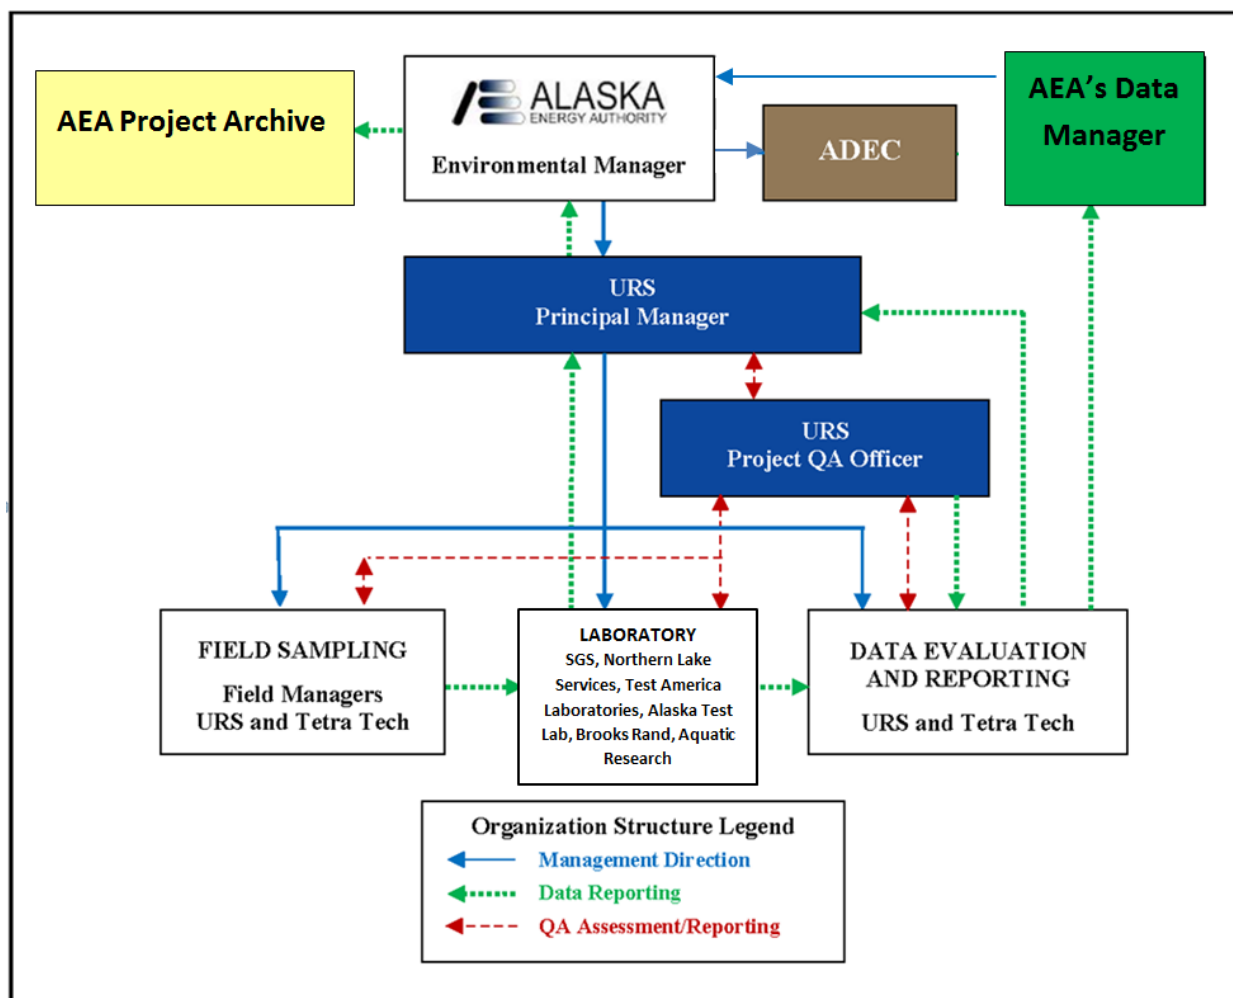 AEA Project Archive
ALASKA
ENERGY AUTHORITY
Environmental Manager
ADEC
AEA's Data
Manager
URS
Principal Manager
URS
Project QA Officer
FIELD SAMPLING
Field Managers
URS and Tetra Tech
LABORATORY
SGS, Northern Lake
Services, Test America
Laboratories, Alaska Test
Lab, Brooks Rand, Aquatic
Research
DATA EVALUATION
AND REPORTING
URS and Tetra Tech
Organization Structure Legend
Management Direction
Data Reporting
QA Assessment/Reporting